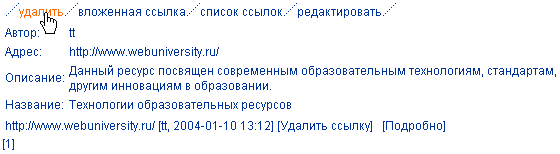 удалить вложенная ссылка список ссылок редактировать
Автор: tt
Адрес: http://www.webuniversity.ru/
Описание: Данный ресурс посвящен современным образовательным технологиям, стандартам, другим инновациям в образовании.
Название: Технологии образовательных ресурсов
http://www.webuniversity.ru/ [tt, 2004-01-10 13:12] [Удалить ссылку] [Подробно]
[1]